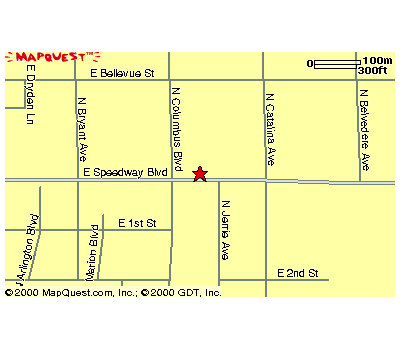 MAPQUEST™
0 100m
300ft
E Bellevue St
E Dryden Ln
N Bryant Ave
N Columbus Blvd
N Catalina Ave
N Belvedere Ave
E Speedway Blvd
N Arlington Blvd
Marion Blvd
E 1st St
N Jerrie Ave
E 2nd St
©2000 MapQuest.com, Inc.; ©2000 GDT, Inc.